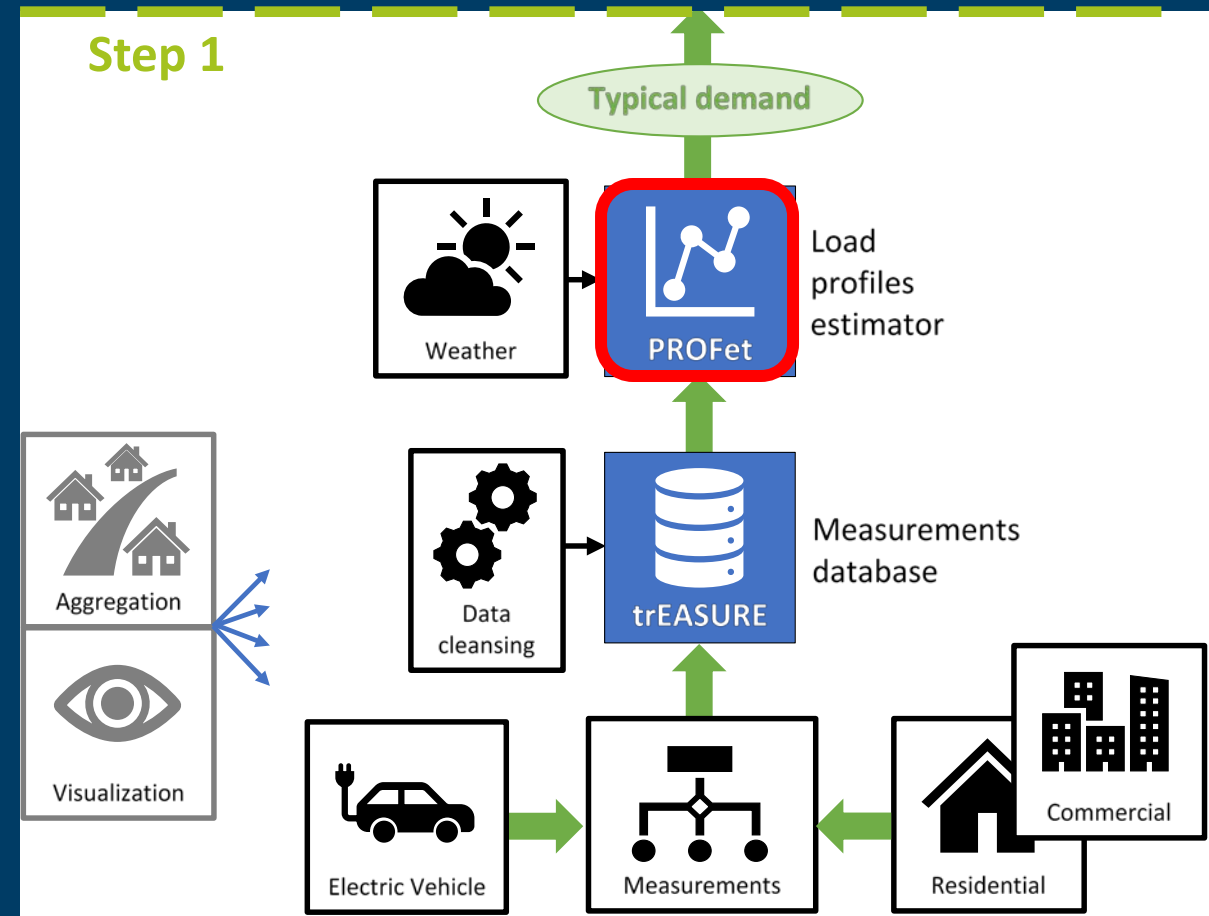 Step 1
Typical demand
Weather
PROFet
Load
profiles
estimator
Data
cleansing
trEASURE
Measurements
database
Aggregation
Visualization
Electric Vehicle
Measurements
Residential
Commercial